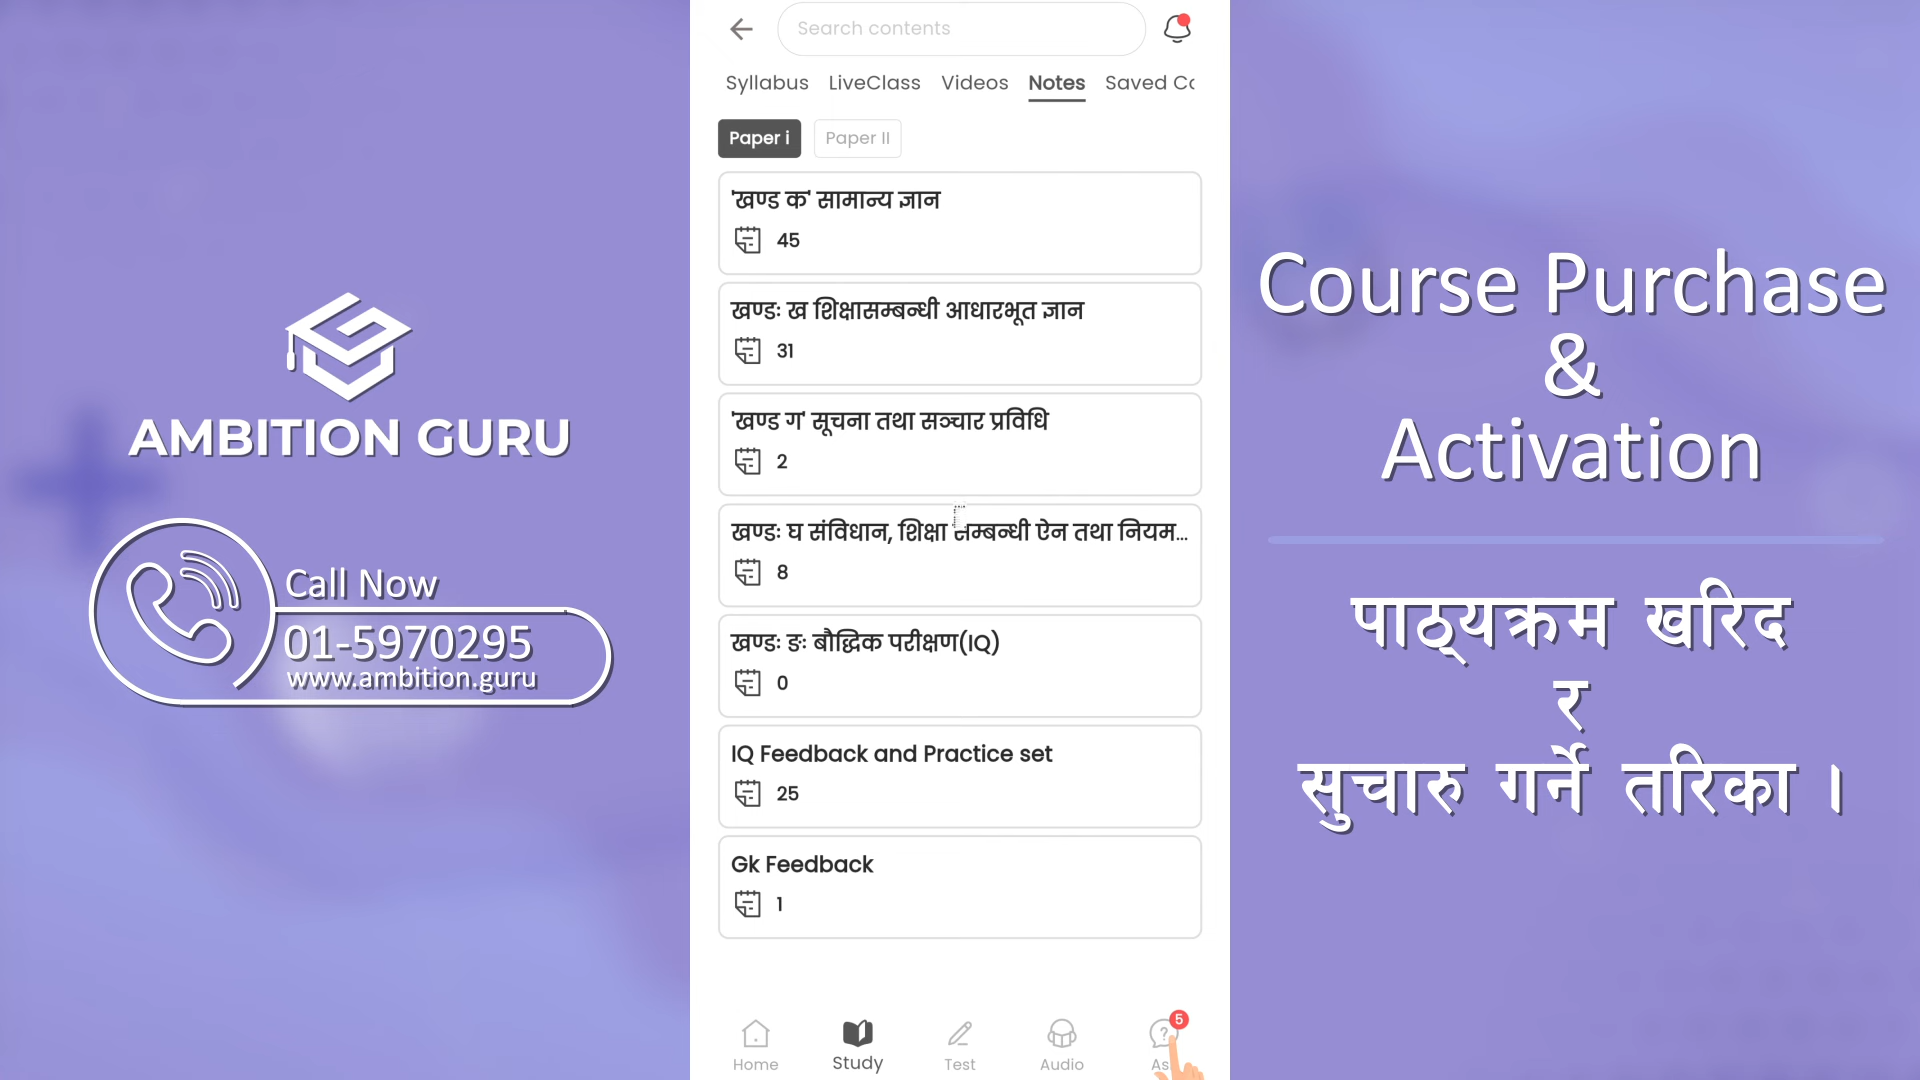 AMBITION GURU
Call Now
01-5970295
www.ambition.guru
Search contents
Syllabus LiveClass Videos Notes Saved Cc
Paper i Paper II
'खण्ड क' सामान्य ज्ञान
45
खण्डः ख शिक्षासम्बन्धी आधारभूत ज्ञान
31
'खण्ड ग' सूचना तथा सञ्चार प्रविधि
2
खण्डः घ संविधान, शिक्षा सम्बन्धी ऐन तथा नियम...
8
खण्डः ङः बौद्धिक परीक्षण(IQ)
0
IQ Feedback and Practice set
25
Gk Feedback
1
5
Home Study Test Audio As
Course Purchase
&
Activation
पाठ्यक्रम खरिद
र
सुचारु गर्ने तरिका ।